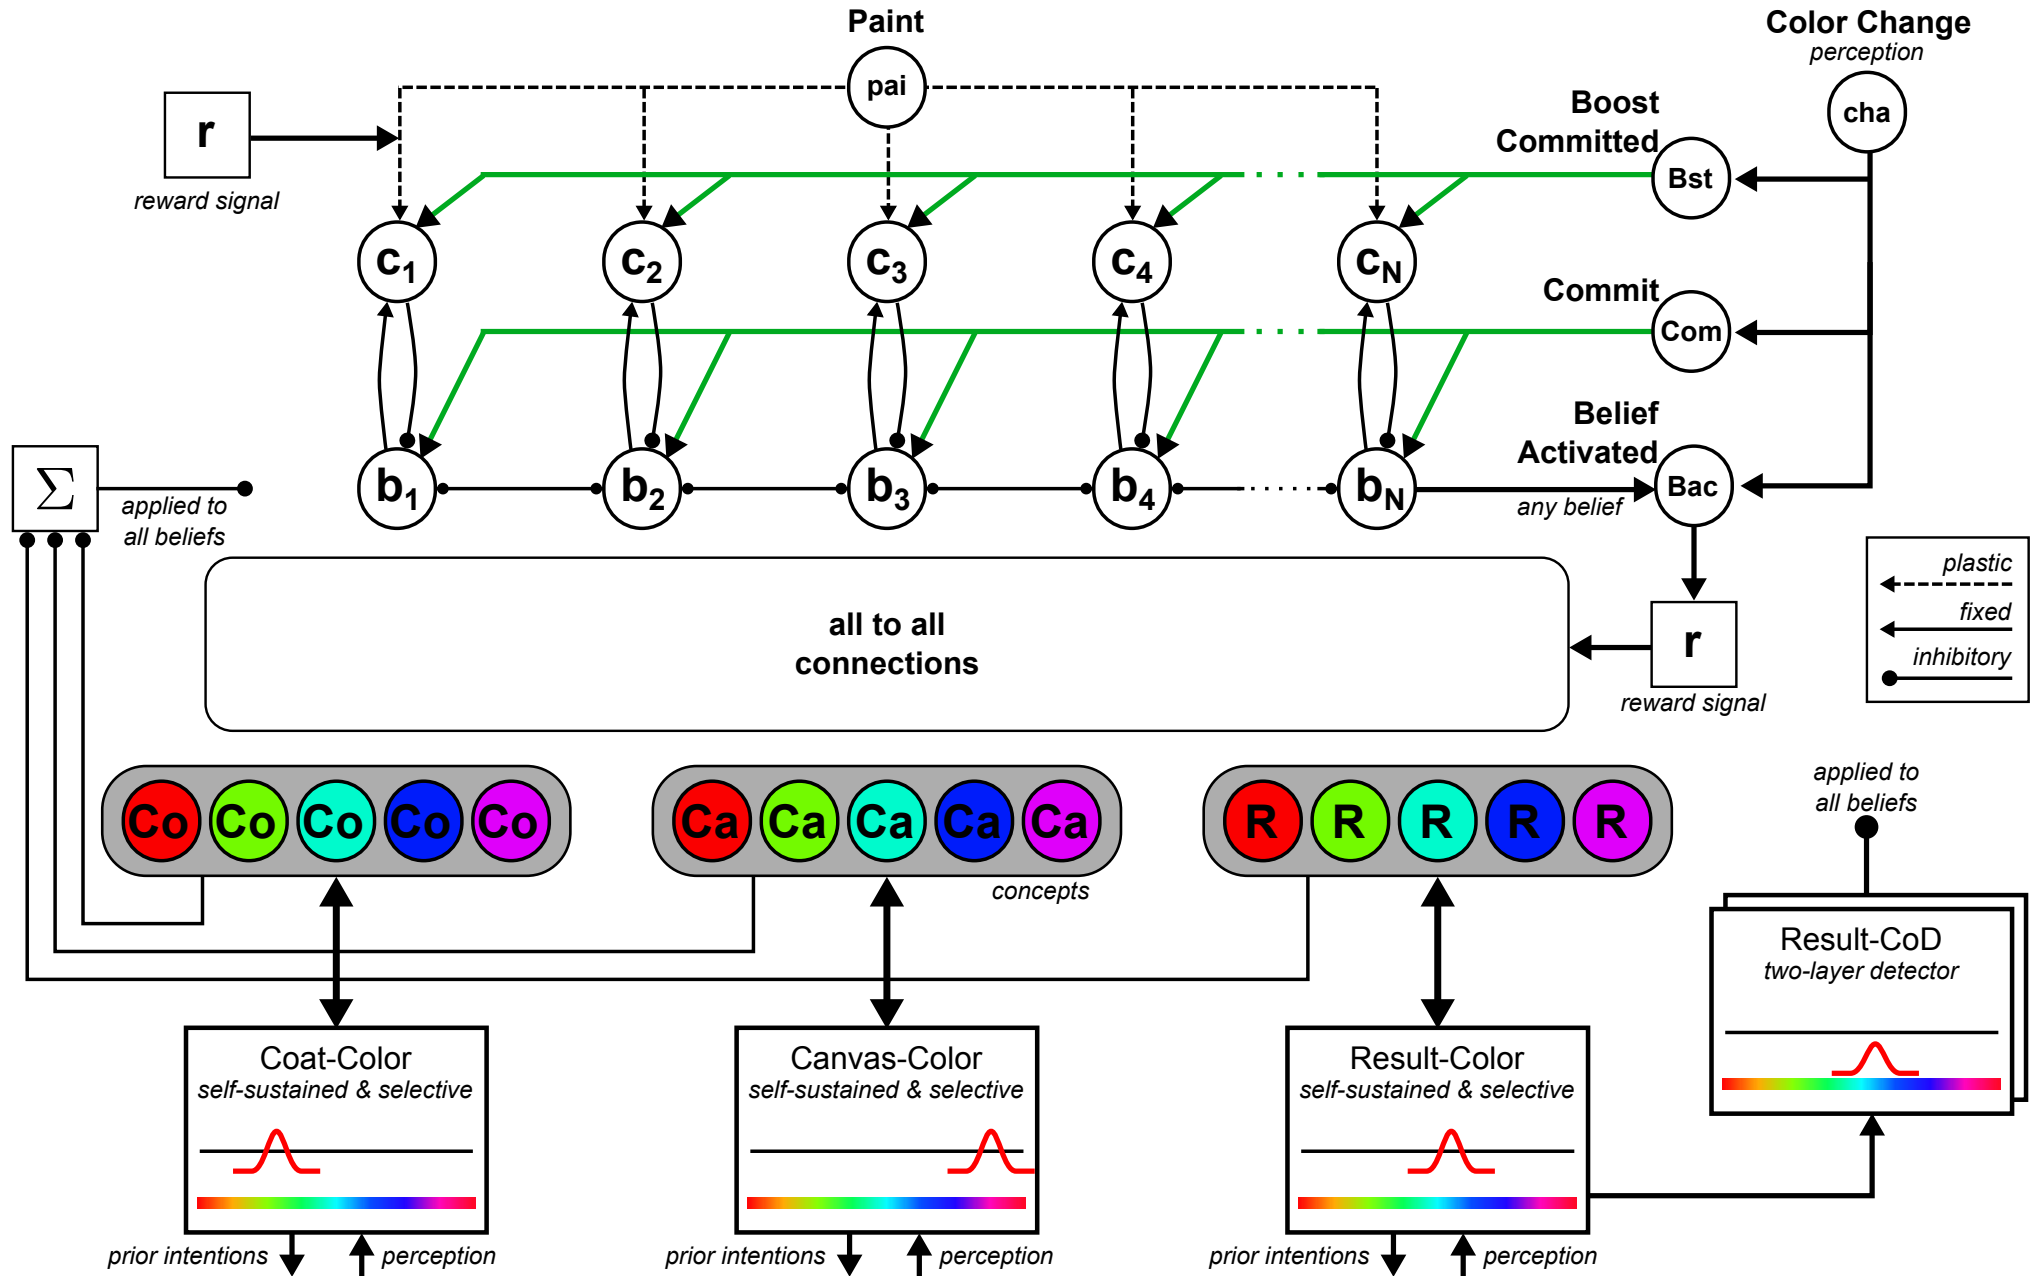 Paint
Color Change
perception
pai
cha
r
reward signal
Boost
Committed
Bst
c1
c2
c3
c4
cN
Commit
Com
Belief
Activated
Bac
Σ
applied to
all beliefs
b1
b2
b3
b4
bN
any belief
plastic
fixed
inhibitory
all to all
connections
r
reward signal
Co Co Co Co Co
Ca Ca Ca Ca Ca
R R R R R
concepts
applied to
all beliefs
Result-CoD
two-layer detector
Coat-Color
self-sustained & selective
Canvas-Color
self-sustained & selective
Result-Color
self-sustained & selective
prior intentions
perception
prior intentions
perception
prior intentions
perception